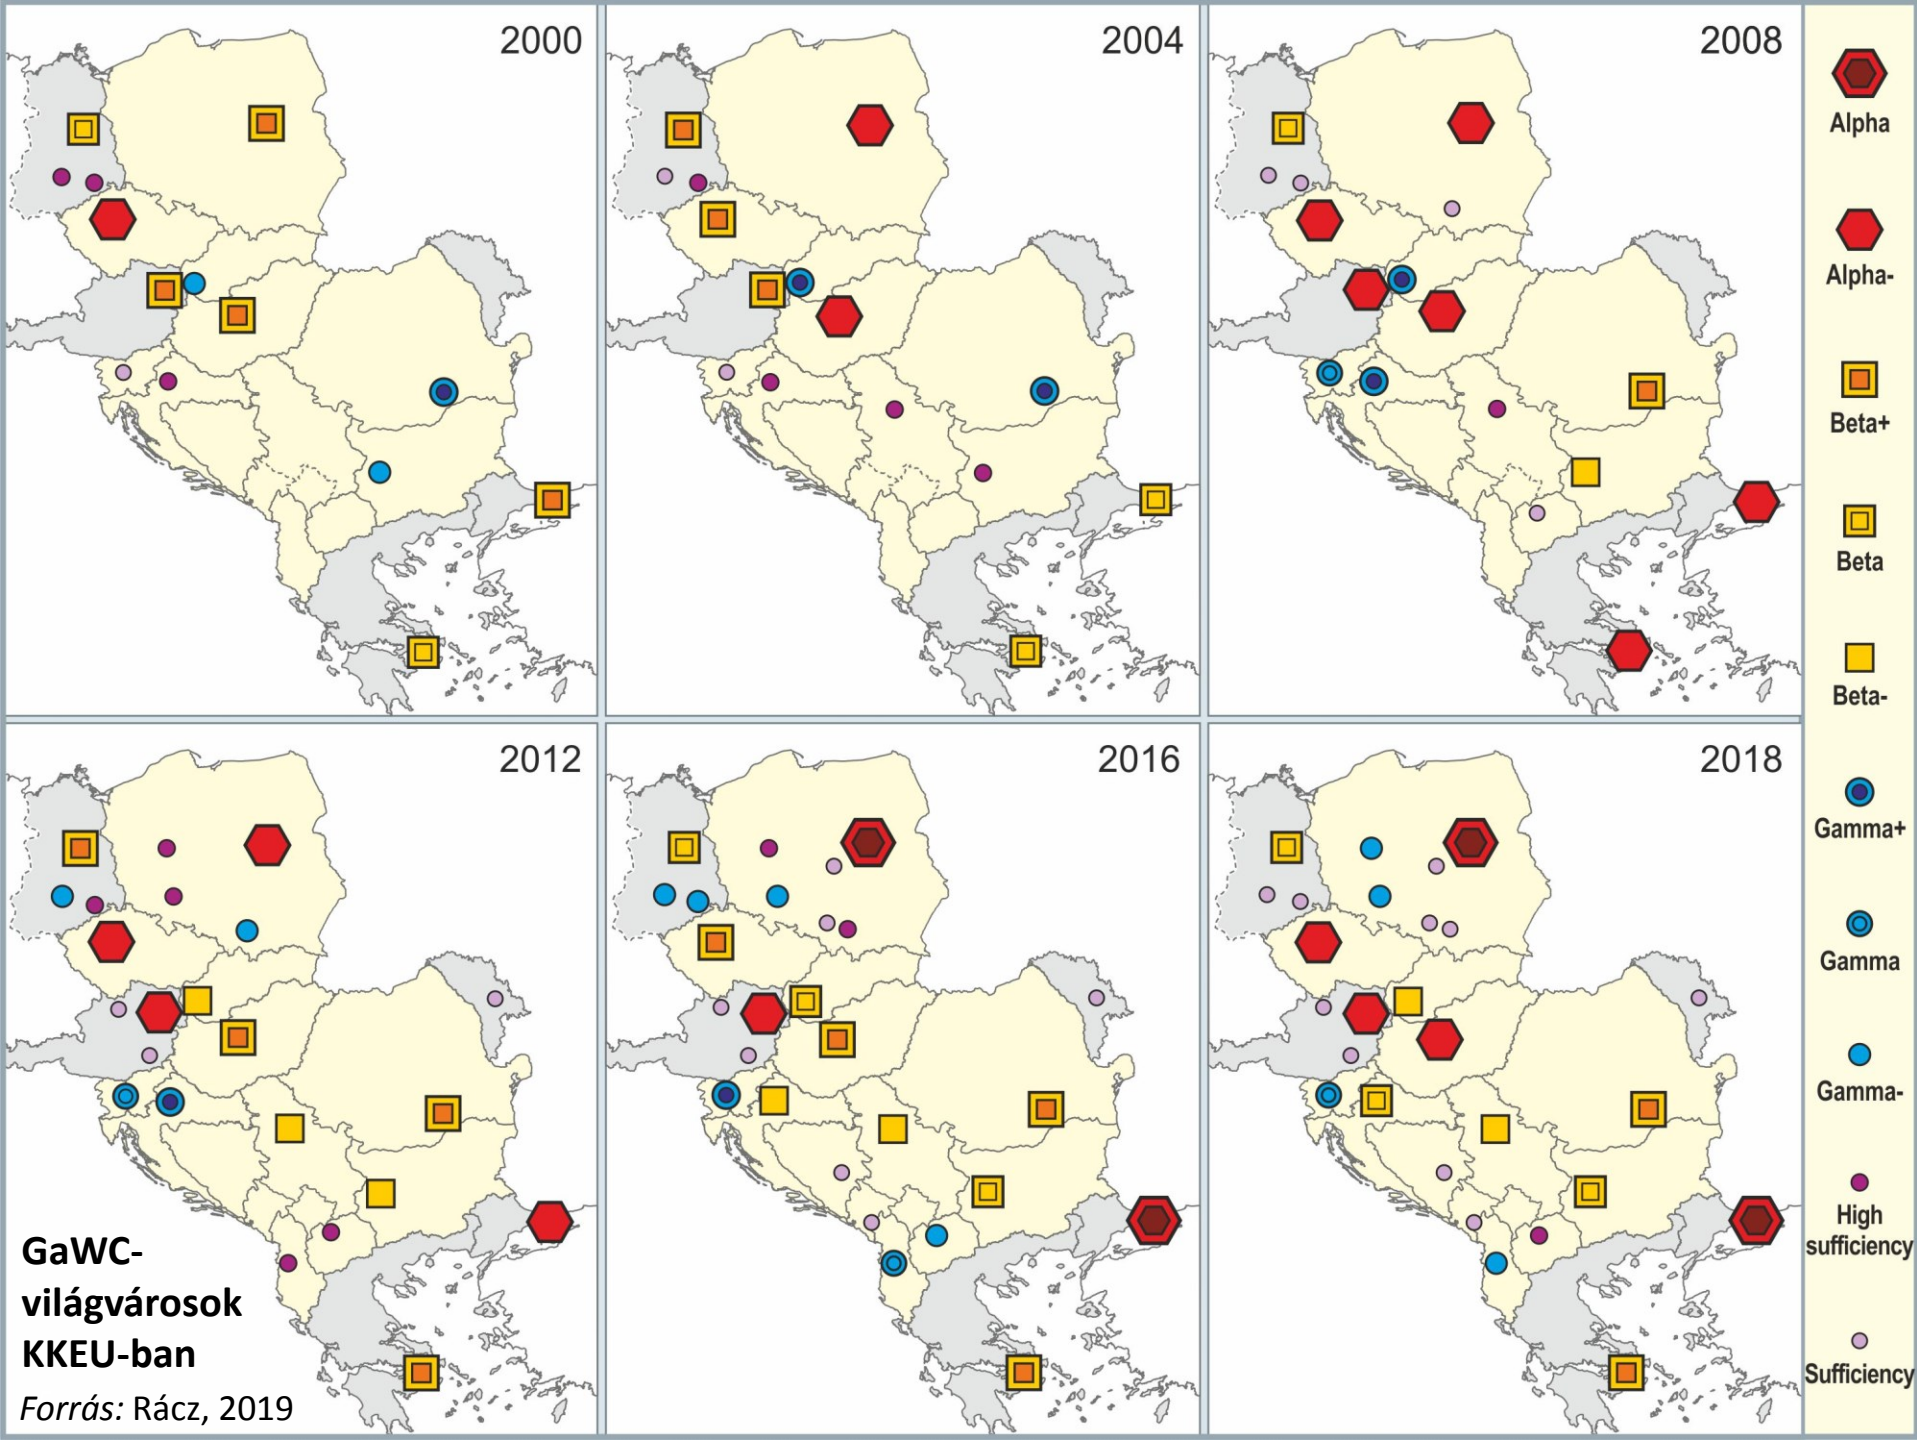 2000
2004
2008
2012
2016
2018
GaWC-
világvárosok
KKEU-ban
Forrás: Rácz, 2019
Alpha
Alpha-
Beta+
Beta
Beta-
Gamma+
Gamma
Gamma-
High
sufficiency
Sufficiency